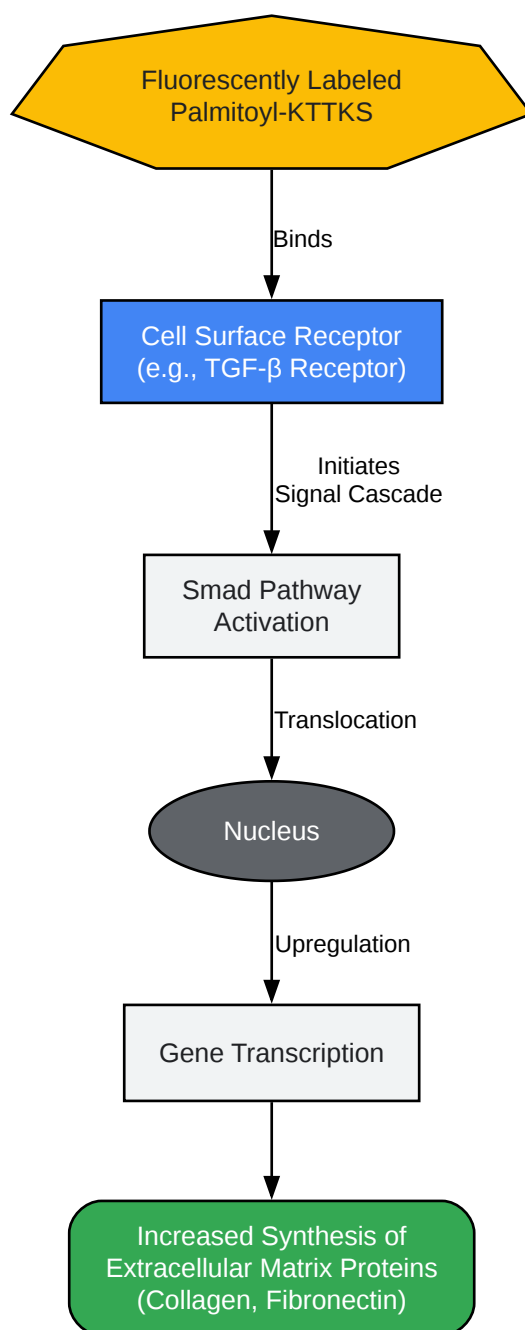 Fluorescently Labeled
Palmitoyl-KTTKS
Binds
Cell Surface Receptor
(e.g., TGF-β Receptor)
Initiates
Signal Cascade
Smad Pathway
Activation
Translocation
Nucleus
Upregulation
Gene Transcription
Increased Synthesis of
Extracellular Matrix Proteins
(Collagen, Fibronectin)